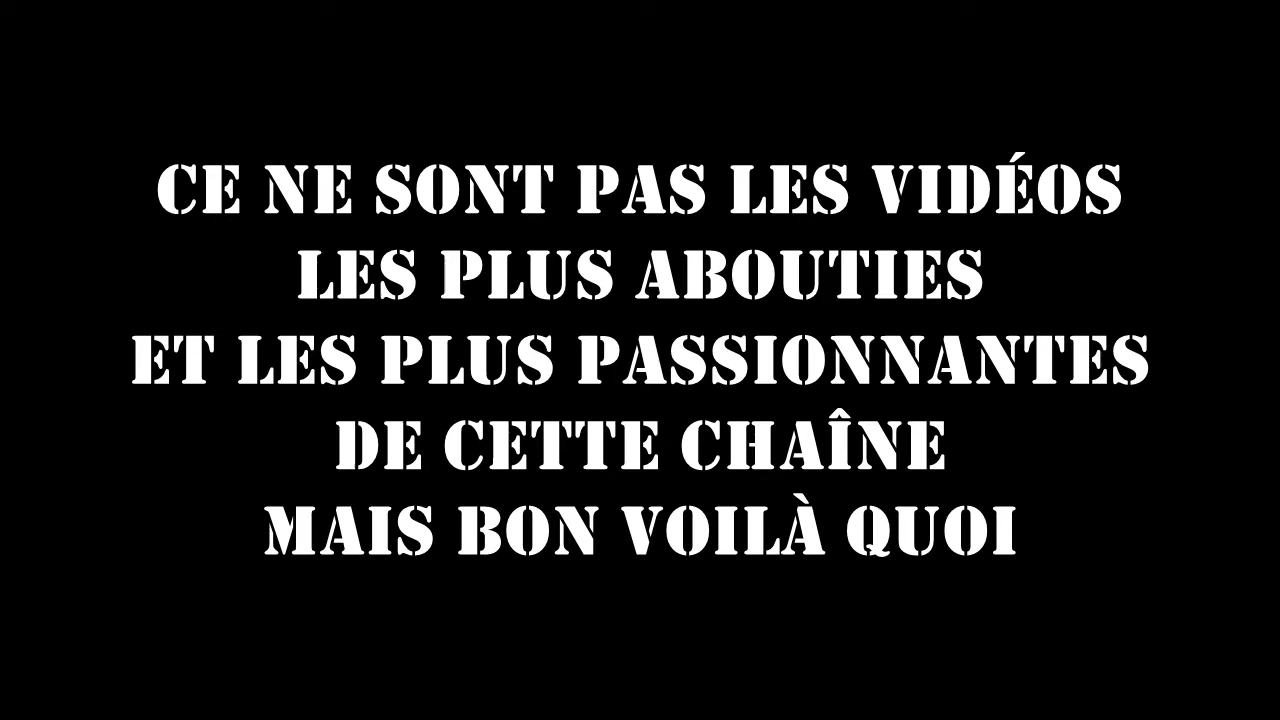 CE NE SONT PAS LES VIDÉOS
LES PLUS ABOUTIES
ET LES PLUS PASSIONNANTES
DE CETTE CHAÎNE
MAIS BON VOILÀ QUOI